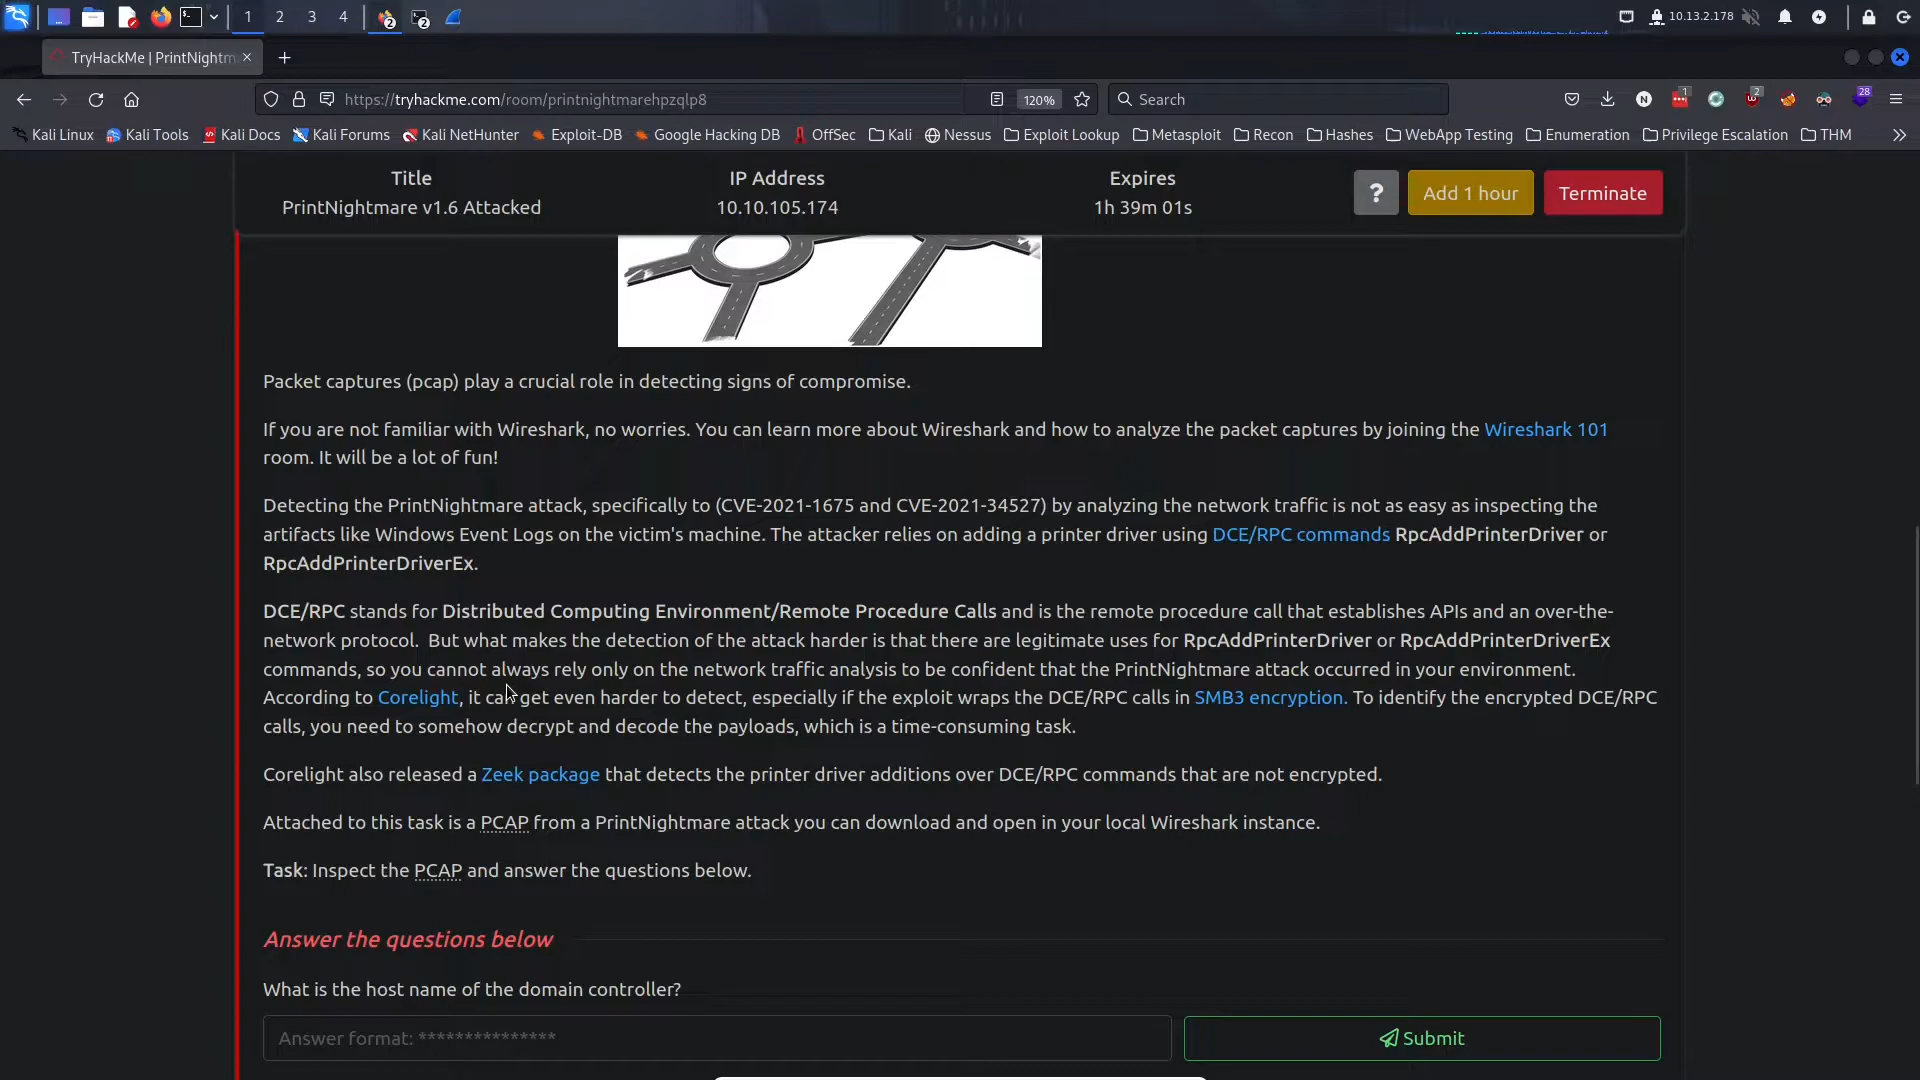 1 2 3 4 2 2 10.13.2.178
TryHackMe | PrintNightm
https://tryhackme.com/room/printnightmarehpzqlp8 120% Search 1 2 28
Kali Linux Kali Tools Kali Docs Kali Forums Kali NetHunter Exploit-DB Google Hacking DB OffSec Kali Nessus Exploit Lookup Metasploit Recon Hashes WebApp Testing Enumeration Privilege Escalation THM
Title IP Address Expires
PrintNightmare v1.6 Attacked 10.10.105.174 1h 39m 01s ? Add 1 hour Terminate
Packet captures (pcap) play a crucial role in detecting signs of compromise.
If you are not familiar with Wireshark, no worries. You can learn more about Wireshark and how to analyze the packet captures by joining the Wireshark 101
room. It will be a lot of fun!
Detecting the PrintNightmare attack, specifically to (CVE-2021-1675 and CVE-2021-34527) by analyzing the network traffic is not as easy as inspecting the
artifacts like Windows Event Logs on the victim's machine. The attacker relies on adding a printer driver using DCE/RPC commands RpcAddPrinterDriver or
RpcAddPrinterDriverEx.
DCE/RPC stands for Distributed Computing Environment/Remote Procedure Calls and is the remote procedure call that establishes APIs and an over-the-
network protocol. But what makes the detection of the attack harder is that there are legitimate uses for RpcAddPrinterDriver or RpcAddPrinterDriverEx
commands, so you cannot always rely only on the network traffic analysis to be confident that the PrintNightmare attack occurred in your environment.
According to Corelight, it can get even harder to detect, especially if the exploit wraps the DCE/RPC calls in SMB3 encryption. To identify the encrypted DCE/RPC
calls, you need to somehow decrypt and decode the payloads, which is a time-consuming task.
Corelight also released a Zeek package that detects the printer driver additions over DCE/RPC commands that are not encrypted.
Attached to this task is a PCAP from a PrintNightmare attack you can download and open in your local Wireshark instance.
Task: Inspect the PCAP and answer the questions below.
Answer the questions below
What is the host name of the domain controller?
Answer format: *************** Submit